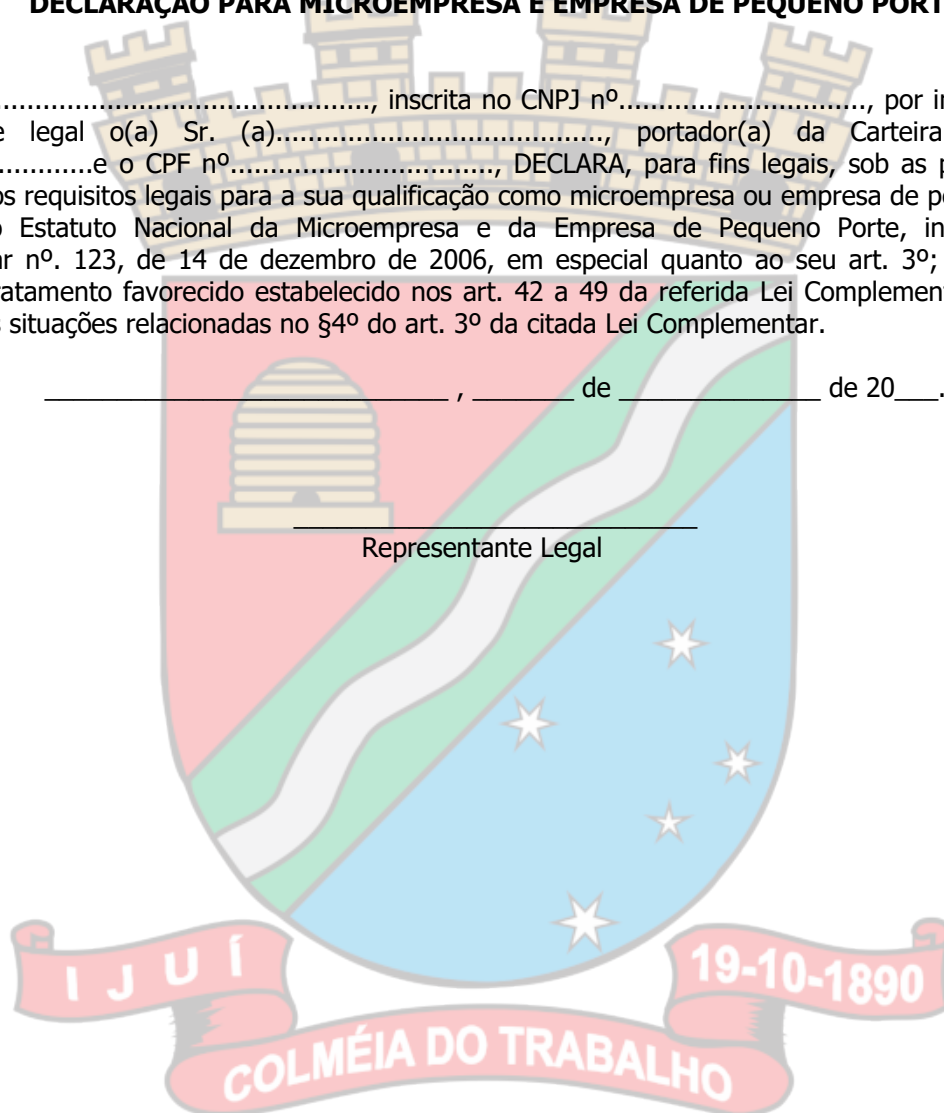 DECLARAÇÃO PARA MICROEMPRESA E EMPRESA DE PEQUENO PORT
................................................, inscrita no CNPJ nº..............................., por i
e legal o(a) Sr. (a)........................................., portador(a) da Carteira
..............e o CPF nº................................., DECLARA, para fins legais, sob as p
os requisitos legais para a sua qualificação como microempresa ou empresa de p
o Estatuto Nacional da Microempresa e da Empresa de Pequeno Porte, in
ar nº. 123, de 14 de dezembro de 2006, em especial quanto ao seu art. 3º;
ratamento favorecido estabelecido nos art. 42 a 49 da referida Lei Complemen
s situações relacionadas no §4º do art. 3º da citada Lei Complementar.
____________________________ , _______ de ______________ de 20___.
____________________________
Representante Legal
IJUÍ
19-10-1890
COLMÉIA DO TRABALHO